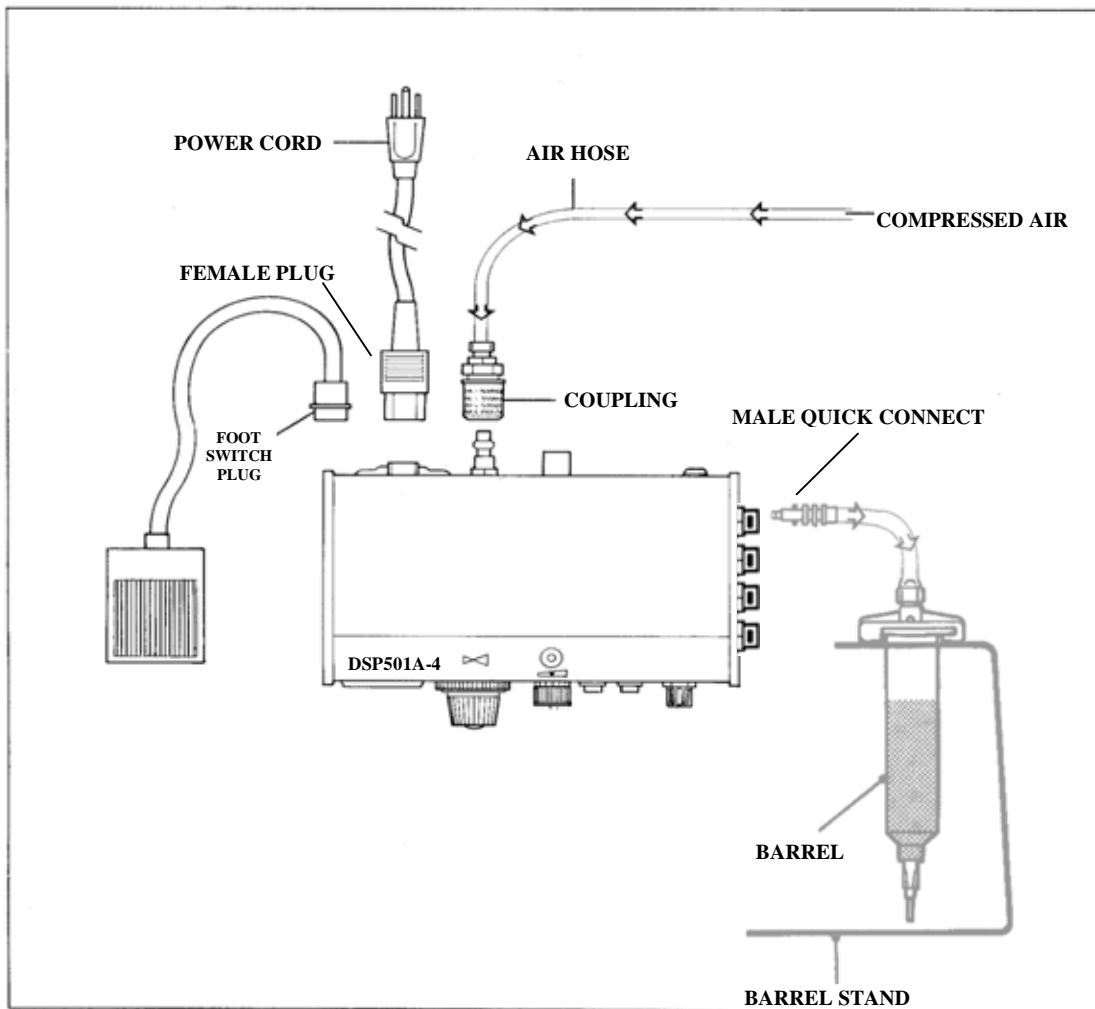 POWER CORD
AIR HOSE
COMPRESSED AIR
FEMALE PLUG
COUPLING
MALE QUICK CONNECT
FOOT
SWITCH
PLUG
DSP501A-4
BARREL
BARREL STAND